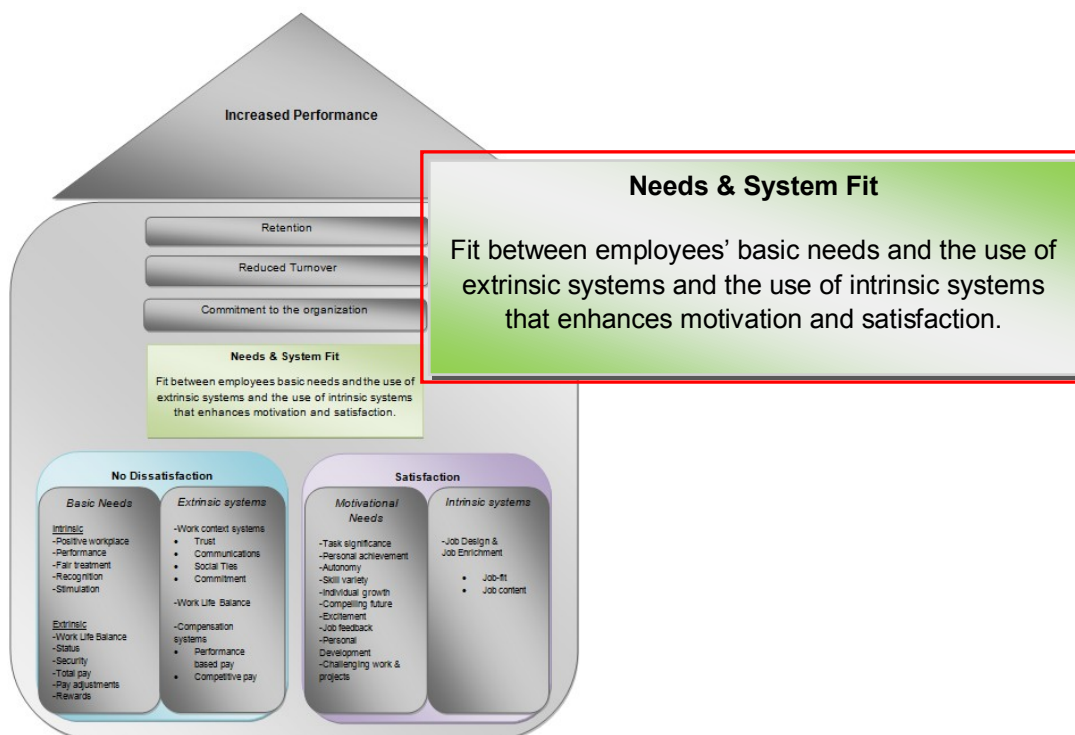 Increased Performance
Needs & System Fit
Fit between employees’ basic needs and the use of
extrinsic systems and the use of intrinsic systems
that enhances motivation and satisfaction.
Retention
Reduced Turnover
Commitment to the organization
Needs & System Fit
Fit between employees basic needs and the use of
extrinsic systems and the use of intrinsic systems
that enhances motivation and satisfaction.
No Dissatisfaction
Basic Needs
Intrinsic
-Positive workplace
-Performance
-Fair treatment
-Recognition
-Stimulation
Extrinsic
-Work Life Balance
-Status
-Security
-Total pay
-Pay adjustments
-Rewards
Extrinsic systems
-Work context systems
• Trust
• Communications
• Social Ties
• Commitment
-Work Life Balance
-Compensation
systems
• Performance
based pay
• Competitive pay
Satisfaction
Motivational
Needs
-Task significance
-Personal achievement
-Autonomy
-Skill variety
-Individual growth
-Compelling future
-Excitement
-Job feedback
-Personal
Development
-Challenging work &
projects
Intrinsic systems
-Job Design &
Job Enrichment
• Job-fit
• Job content